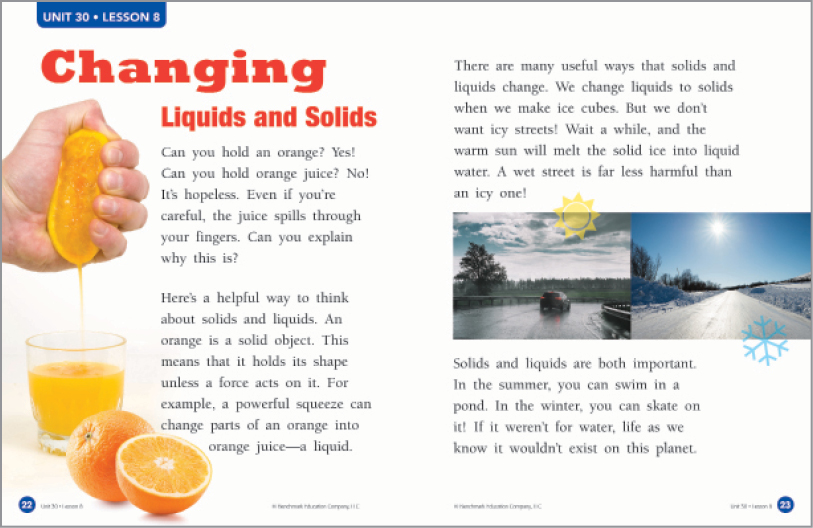 UNIT 30 • LESSON 8
Changing
Liquids and Solids
Can you hold an orange? Yes!
Can you hold orange juice? No!
It's hopeless. Even if you're
careful, the juice spills through
your fingers. Can you explain
why this is?
Here's a helpful way to think
about solids and liquids. An
orange is a solid object. This
means that it holds its shape
unless a force acts on it. For
example, a powerful squeeze can
change parts of an orange into
orange juice—a liquid.
22 Unit 30 • Lesson 8
© Benchmark Education Company, LLC
There are many useful ways that solids and
liquids change. We change liquids to solids
when we make ice cubes. But we don't
want icy streets! Wait a while, and the
warm sun will melt the solid ice into liquid
water. A wet street is far less harmful than
an icy one!
Solids and liquids are both important.
In the summer, you can swim in a
pond. In the winter, you can skate on
it! If it weren't for water, life as we
know it wouldn't exist on this planet.
© Benchmark Education Company, LLC
Unit 30 • Lesson 8 23